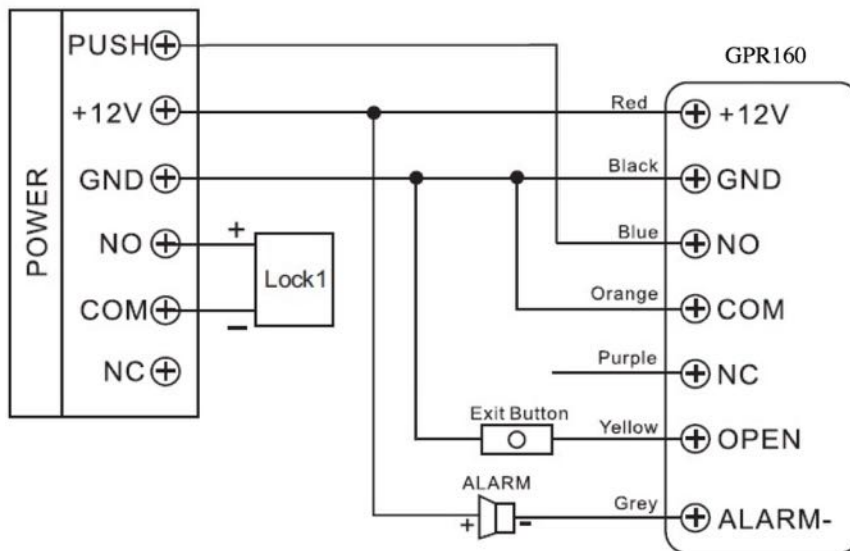 POWER
PUSH
+12V
GND
NO
COM
NC
+
Lock1
−
GPR160
Red
+12V
Black
GND
Blue
NO
Orange
COM
Purple
NC
Exit Button
Yellow
OPEN
ALARM
+
-
Grey
ALARM-